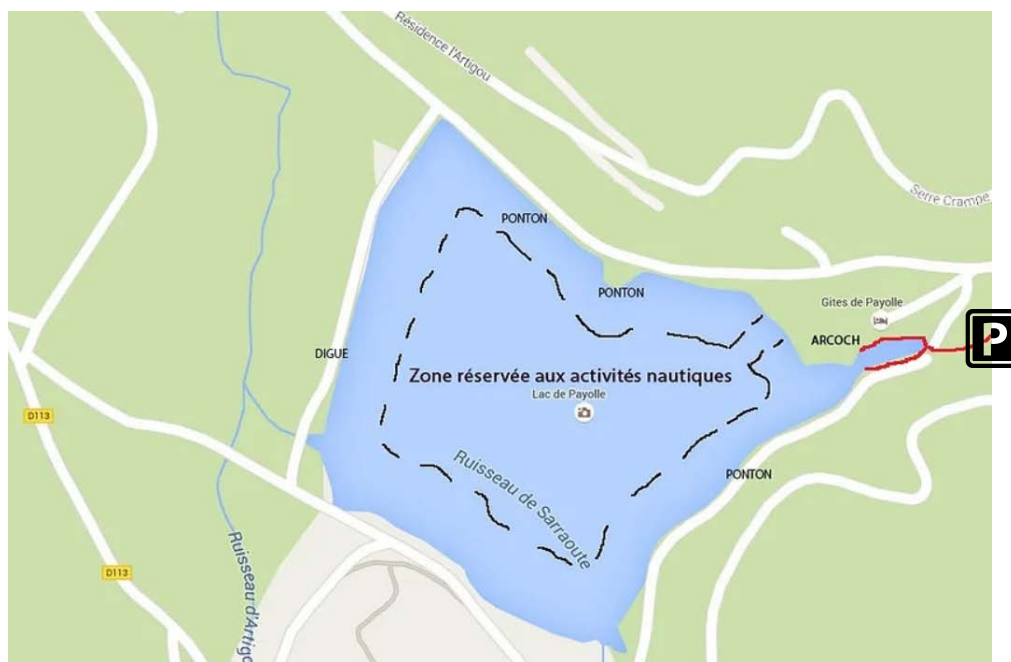 Résidence l'Artigou
Serre Crampe
PONTON
PONTON
Gites de Payolle
ARCOCH
P
DIGUE
Zone réservée aux activités nautiques
Lac de Payolle
D113
Ruisseau de Sarraoute
PONTON
Ruisseau d'Artigo
D113